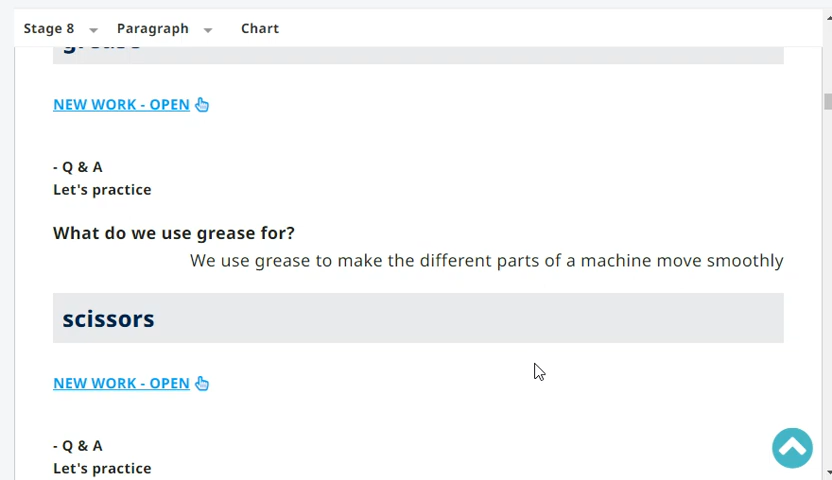 Stage 8 Paragraph Chart
grease
NEW WORK - OPEN
- Q & A
Let's practice
What do we use grease for?
We use grease to make the different parts of a machine move smoothly
scissors
NEW WORK - OPEN
- Q & A
Let's practice